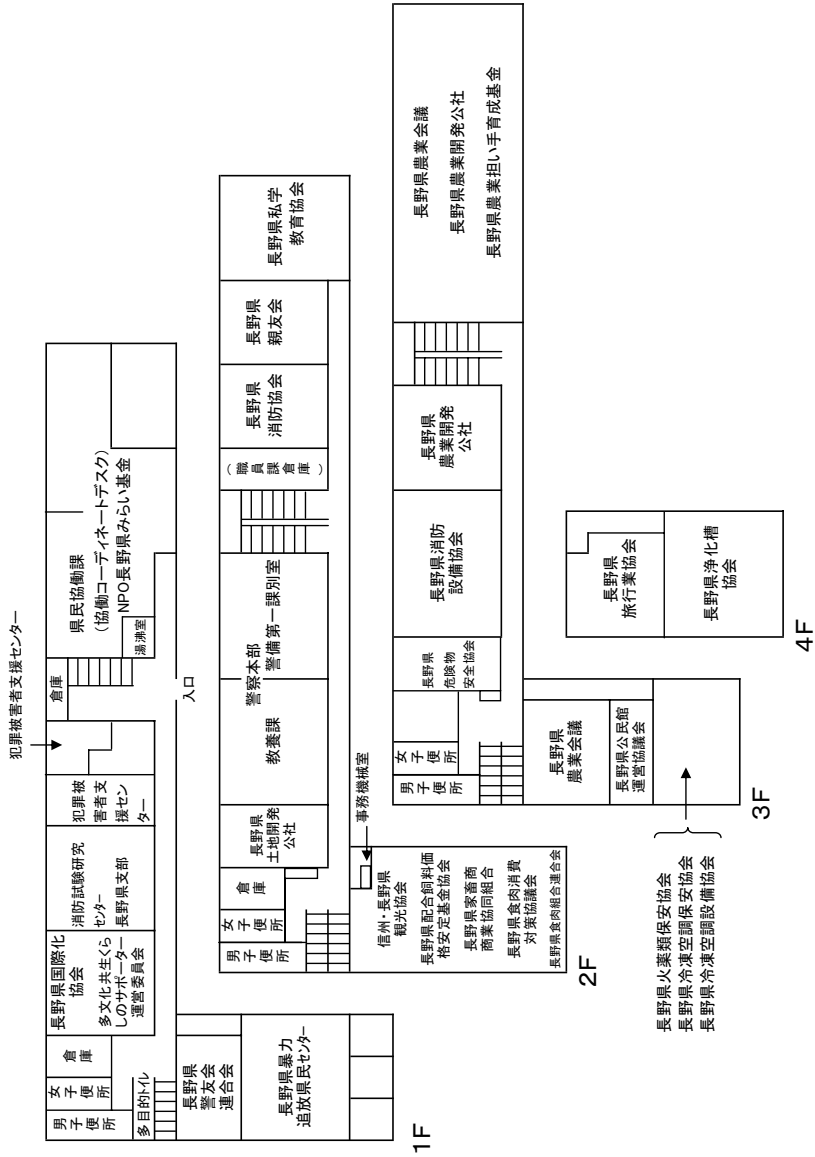 犯罪被害者支援センター
県民協働課
（協働コーディネートデスク）
NPO長野県みらい基金
湯沸室
倉庫
入口
犯罪被
害者支
援セン
ター
消防試験研究
センター
長野県支部
長野県国際化
協会
多文化共生くら
しのサポーター
運営委員会
倉
庫
女子便所
男子便所
多目的トイレ
長野県
警友会
連合会
長野県暴力
追放県民センター
1F
長野県私学
教育協会
長野県
親友会
長野県
消防協会
（職員課倉庫）
警察本部
警備第一課別室
教養課
長野県
土地開発
公社
倉
庫
女子便所
男子便所
事務機械室
信州・長野県
観光協会
長野県配合飼料価
格安定基金協会
長野県家畜商
商業協同組合
長野県食肉消費
対策協議会
長野県食肉組合連合会
2F
長野県農業会議
長野県農業開発公社
長野県農業担い手育成基金
長野県
農業開発
公社
長野県消防
設備協会
長野県
危険物
安全協会
女子便所
男子便所
長野県
農業会議
長野県公民館
運営協議会
長野県火薬類保安協会
長野県冷凍空調保安協会
長野県冷凍空調設備協会
3F
長野県
旅行業協会
長野県浄化槽
協会
4F